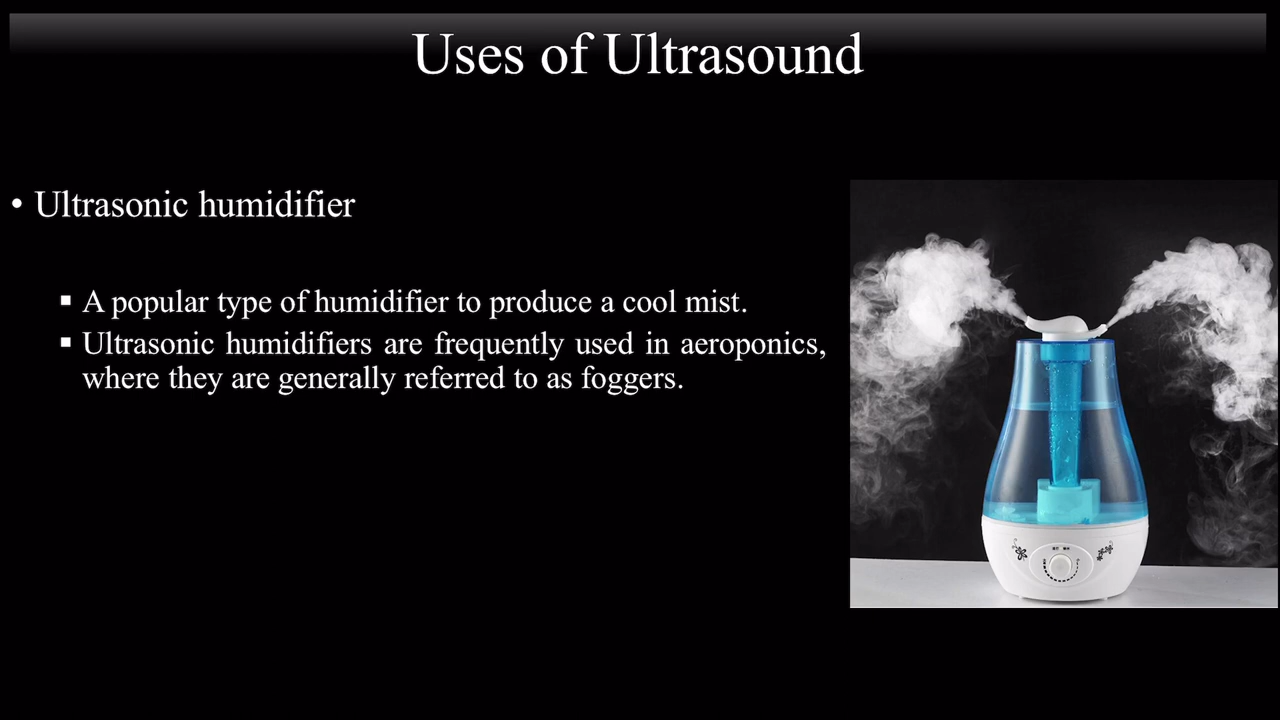 Uses of Ultrasound
• Ultrasonic humidifier
▪ A popular type of humidifier to produce a cool mist.
▪ Ultrasonic humidifiers are frequently used in aeroponics,
where they are generally referred to as foggers.